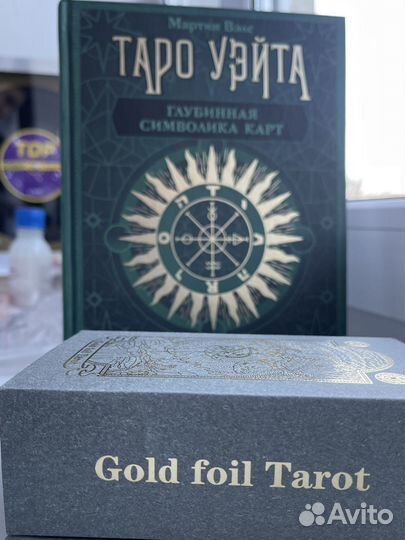 Мартин Вэлс
ТАРО УЭЙТА
ГЛУБИННАЯ
СИМВОЛИКА КАРТ
TOP
Gold foil Tarot
Avito